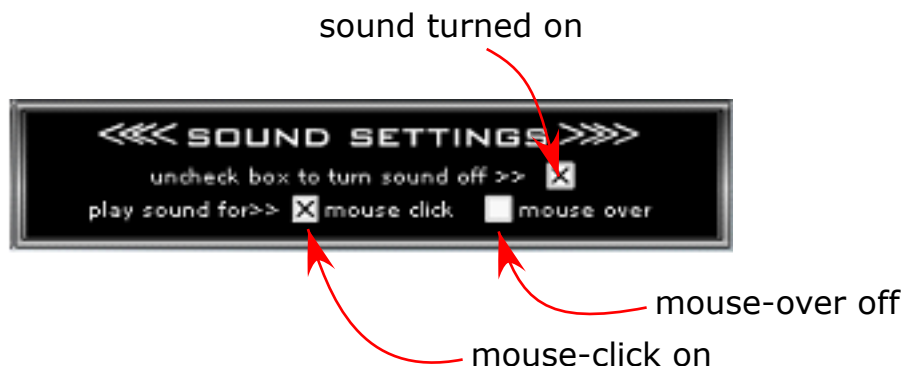 sound turned on
<<<< SOUND SETTINGS >>>>
uncheck box to turn sound off >>
play sound for>> mouse click mouse over
mouse-over off
mouse-click on